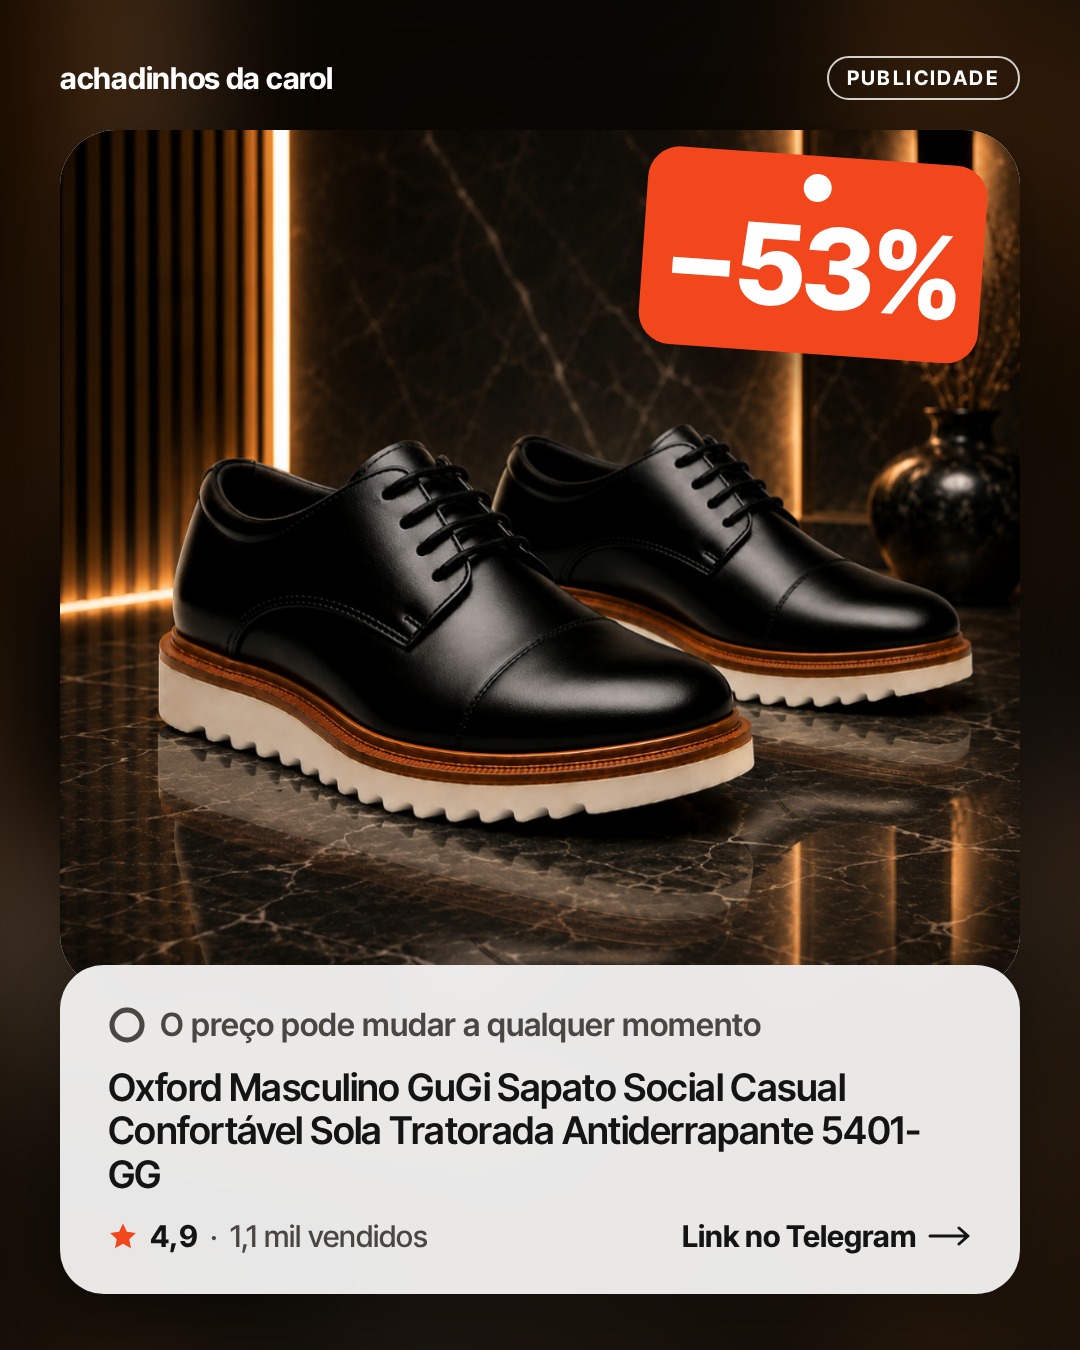 achadinhos da carol
PUBLICIDADE
−53%
O preço pode mudar a qualquer momento
Oxford Masculino GuGi Sapato Social Casual
Confortável Sola Tratorada Antiderrapante 5401-
GG
4,9 · 1,1 mil vendidos
Link no Telegram →